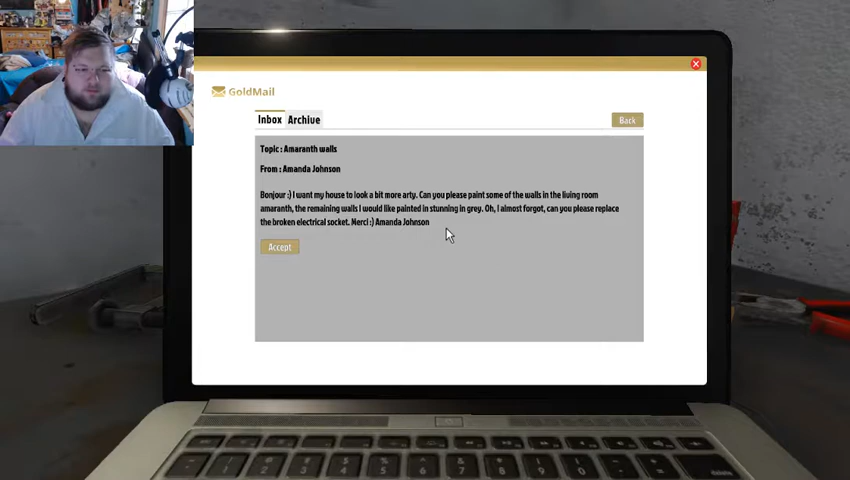 GoldMail
Inbox Archive
Back
Topic : Amaranth walls
From : Amanda Johnson
Bonjour :) I want my house to look a bit more arty. Can you please paint some of the walls in the living room
amaranth, the remaining walls I would like painted in stunning in grey. Oh, I almost forgot, can you please replace
the broken electrical socket. Merci :) Amanda Johnson
Accept